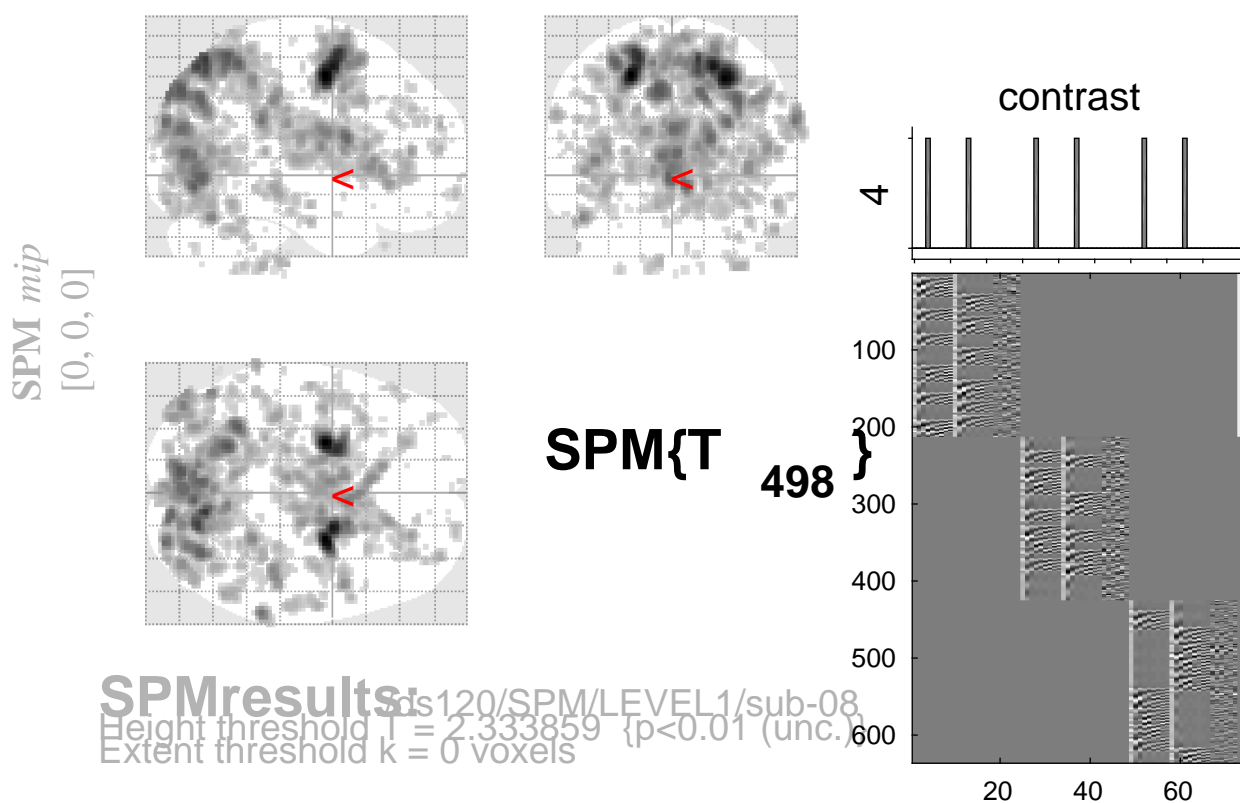 SPM mip
[0, 0, 0]
<
<
<
SPM{T498}
contrast
4
100
200
300
400
500
600
20 40 60
SPMresults: /ds120/SPM/LEVEL1/sub-08
Height threshold T = 2.333859 {p<0.01 (unc.)}
Extent threshold k = 0 voxels